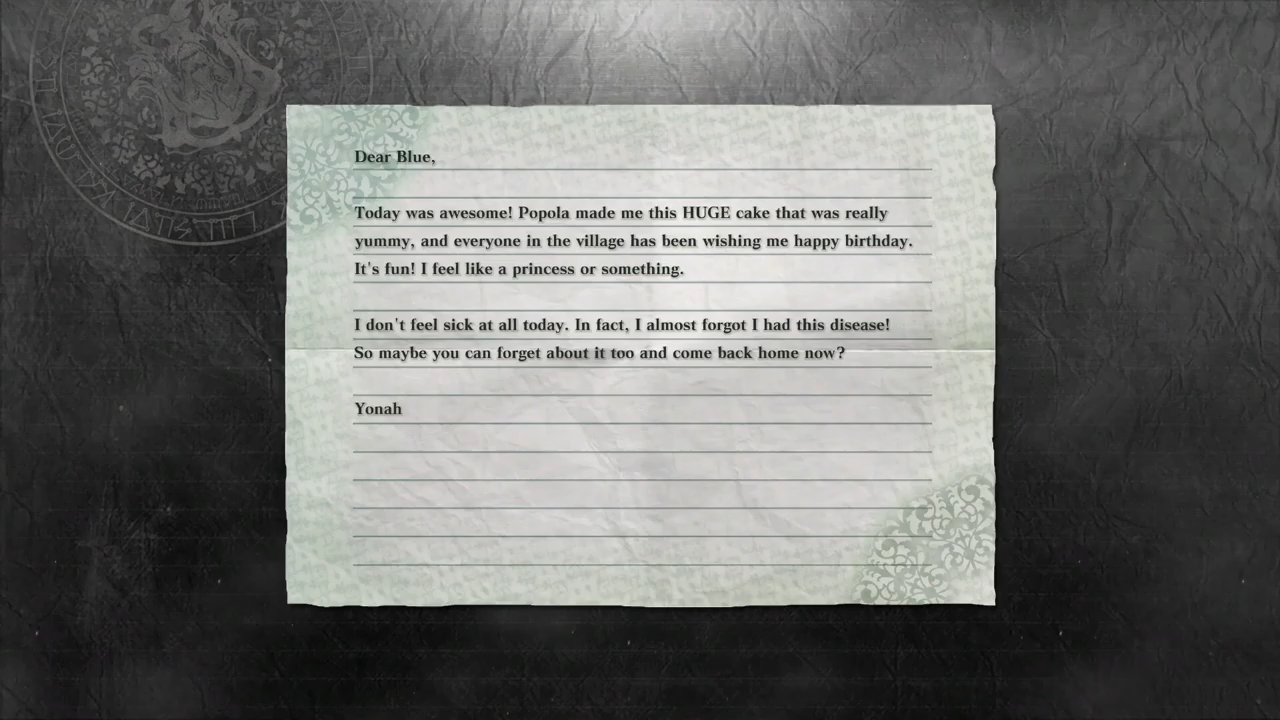 Dear Blue,
Today was awesome! Popola made me this HUGE cake that was really
yummy, and everyone in the village has been wishing me happy birthday.
It's fun! I feel like a princess or something.
I don't feel sick at all today. In fact, I almost forgot I had this disease!
So maybe you can forget about it too and come back home now?
Yonah